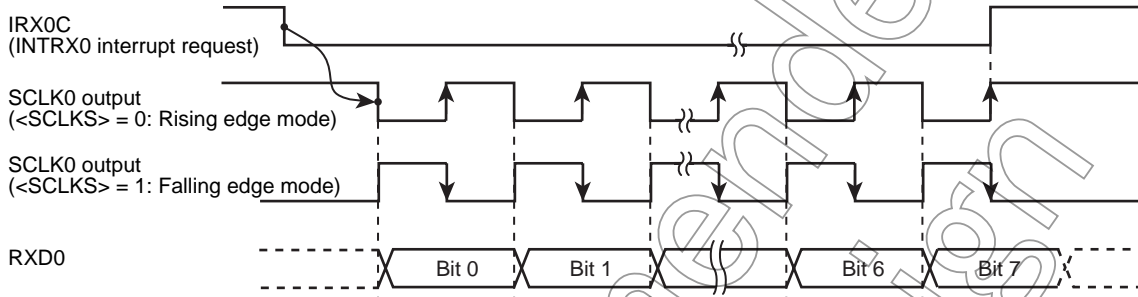 IRX0C
(INTRX0 interrupt request)
SCLK0 output
(<SCLKS> = 0: Rising edge mode)
SCLK0 output
(<SCLKS> = 1: Falling edge mode)
RXD0
Bit 0
Bit 1
Bit 6
Bit 7